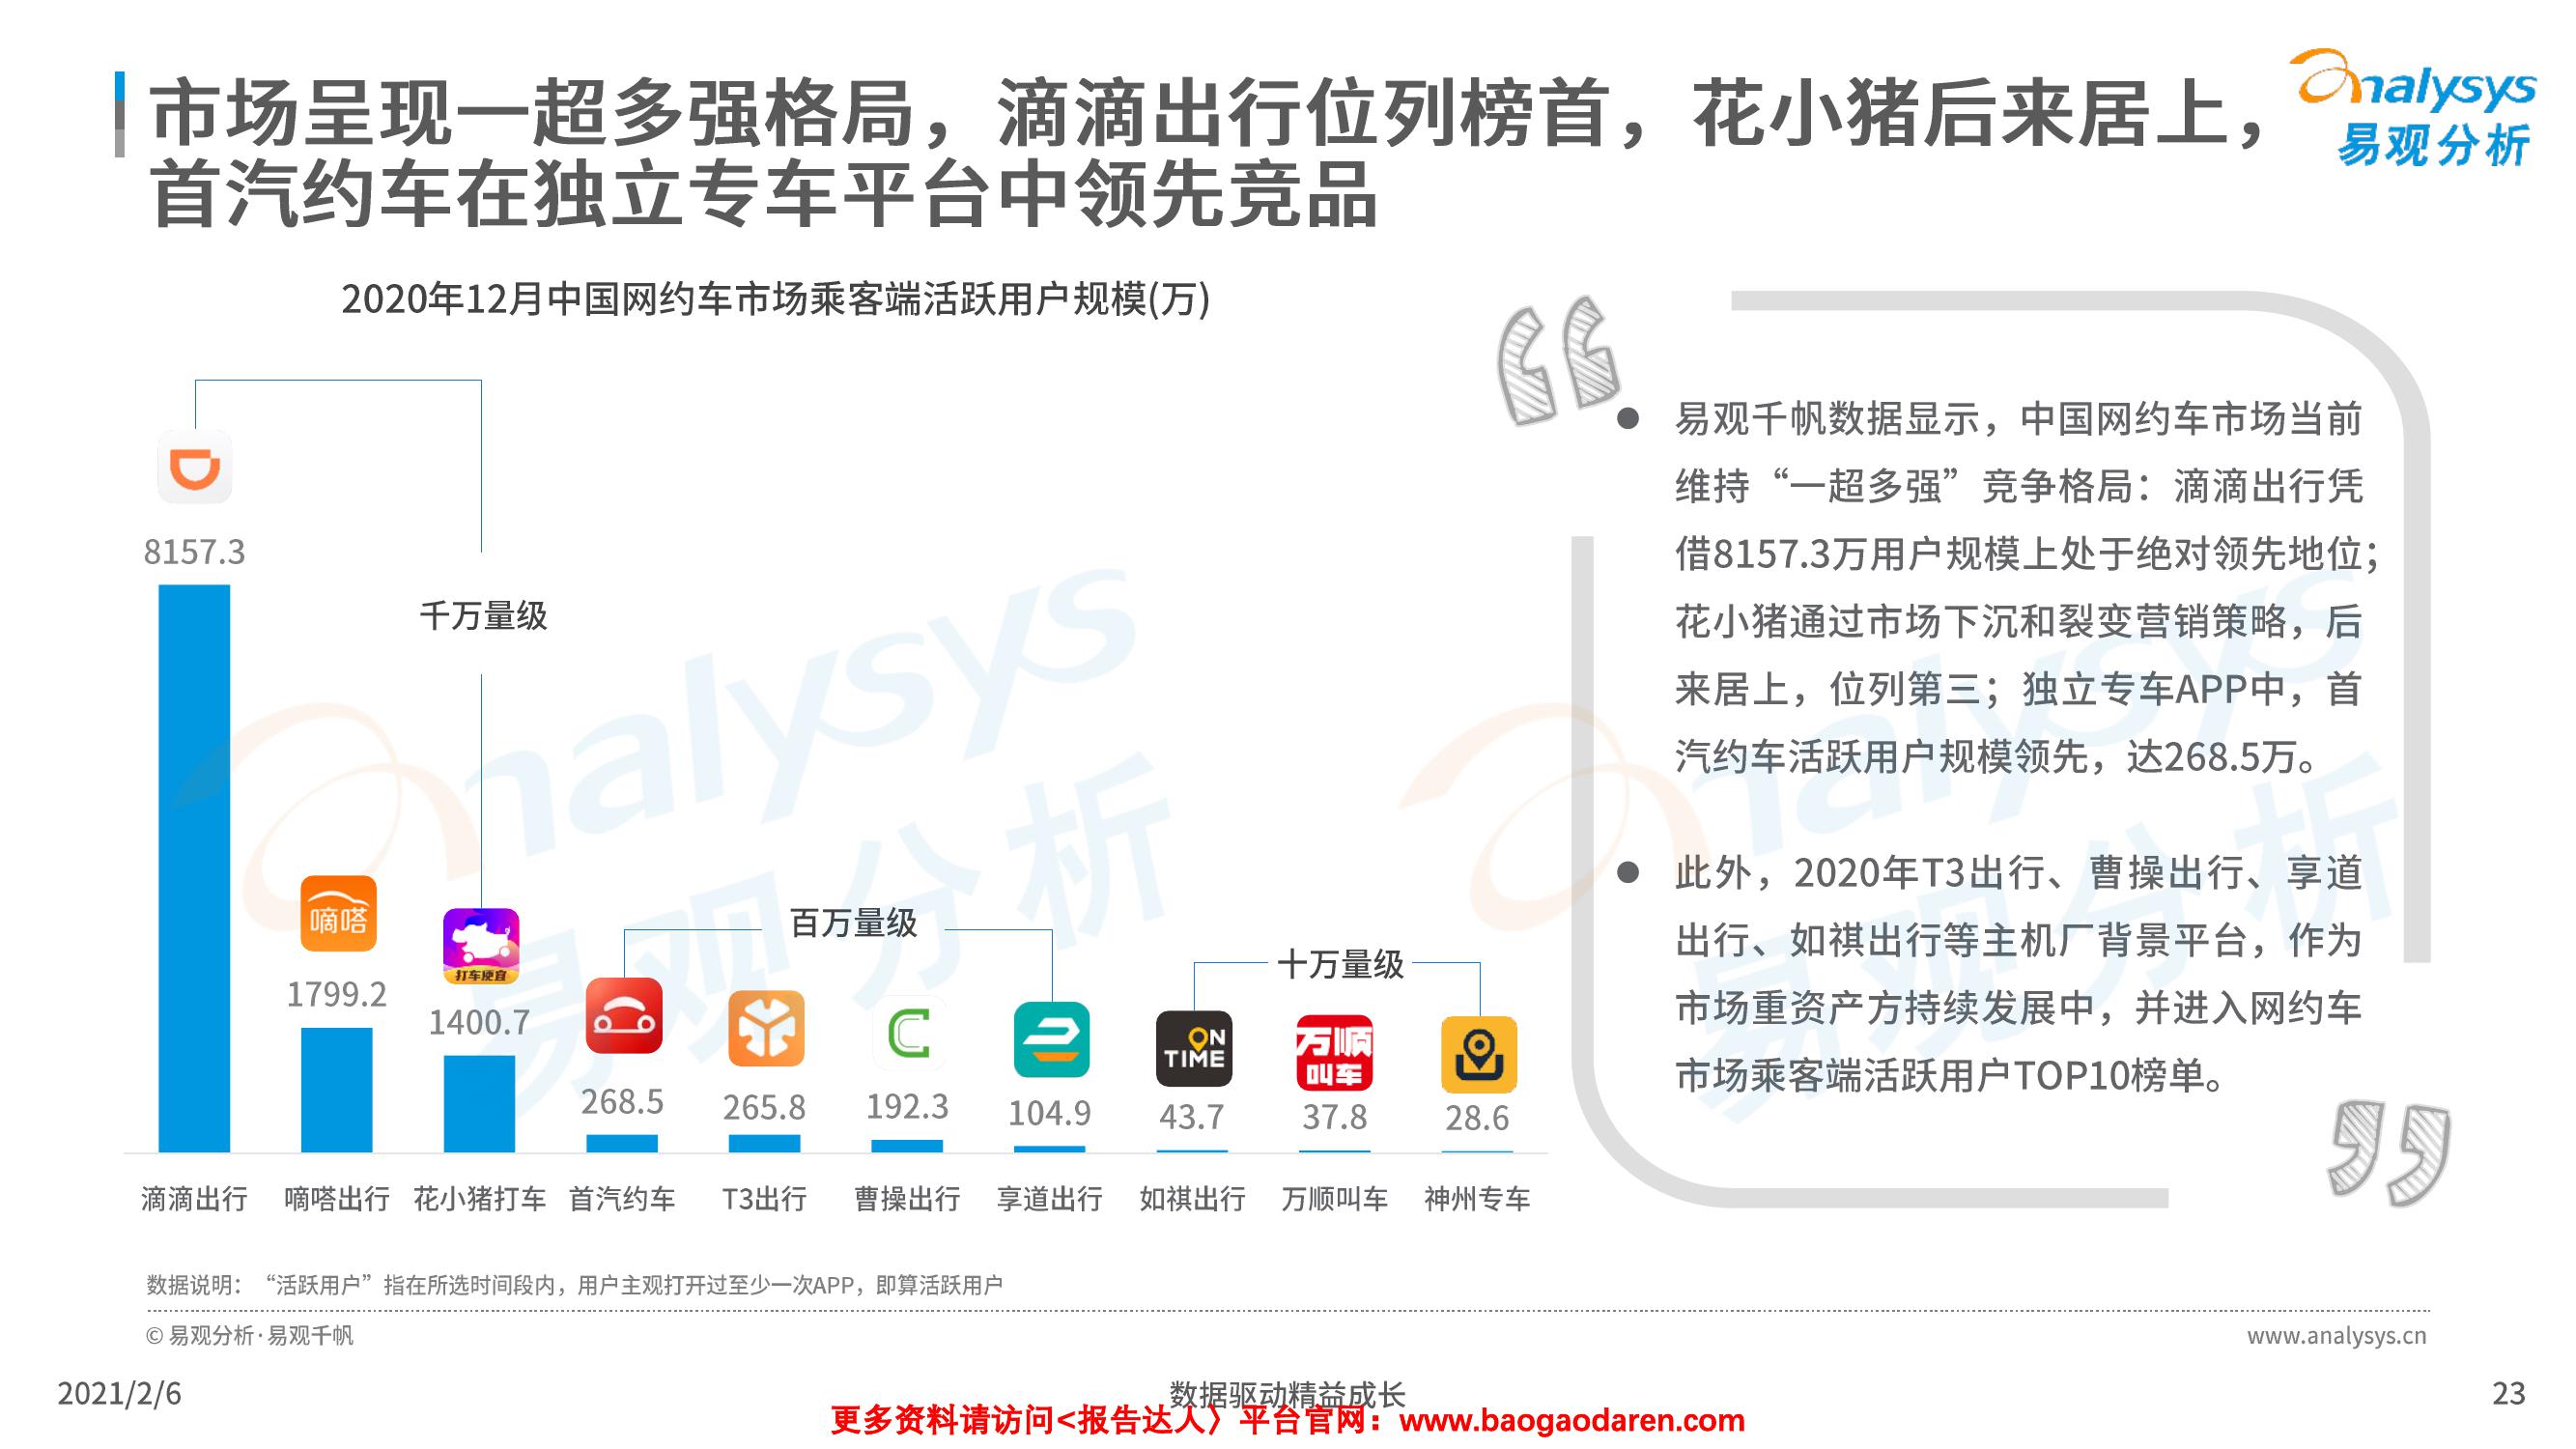 市场呈现一超多强格局，滴滴出行位列榜首，花小猪后来居上，
首汽约车在独立专车平台中领先竞品
analysys
易观分析
2020年12月中国网约车市场乘客端活跃用户规模(万)
8157.3
千万量级
嘀嗒
1799.2
打车便宜
1400.7
百万量级
268.5
265.8
192.3
104.9
十万量级
ON
TIME
43.7
万顺
叫车
37.8
28.6
滴滴出行 嘀嗒出行 花小猪打车 首汽约车 T3出行 曹操出行 享道出行 如祺出行 万顺叫车 神州专车
易观千帆数据显示，中国网约车市场当前
维持“一超多强”竞争格局：滴滴出行凭
借8157.3万用户规模上处于绝对领先地位；
花小猪通过市场下沉和裂变营销策略，后
来居上，位列第三；独立专车APP中，首
汽约车活跃用户规模领先，达268.5万。
此外，2020年T3出行、曹操出行、享道
出行、如祺出行等主机厂背景平台，作为
市场重资产方持续发展中，并进入网约车
市场乘客端活跃用户TOP10榜单。
analysys
易观分析
analysys
易观分析
数据说明：“活跃用户”指在所选时间段内，用户主观打开过至少一次APP，即算活跃用户
© 易观分析·易观千帆
www.analysys.cn
2021/2/6
数据驱动精益成长
23
更多资料请访问<报告达人〉平台官网：www.baogaodaren.com